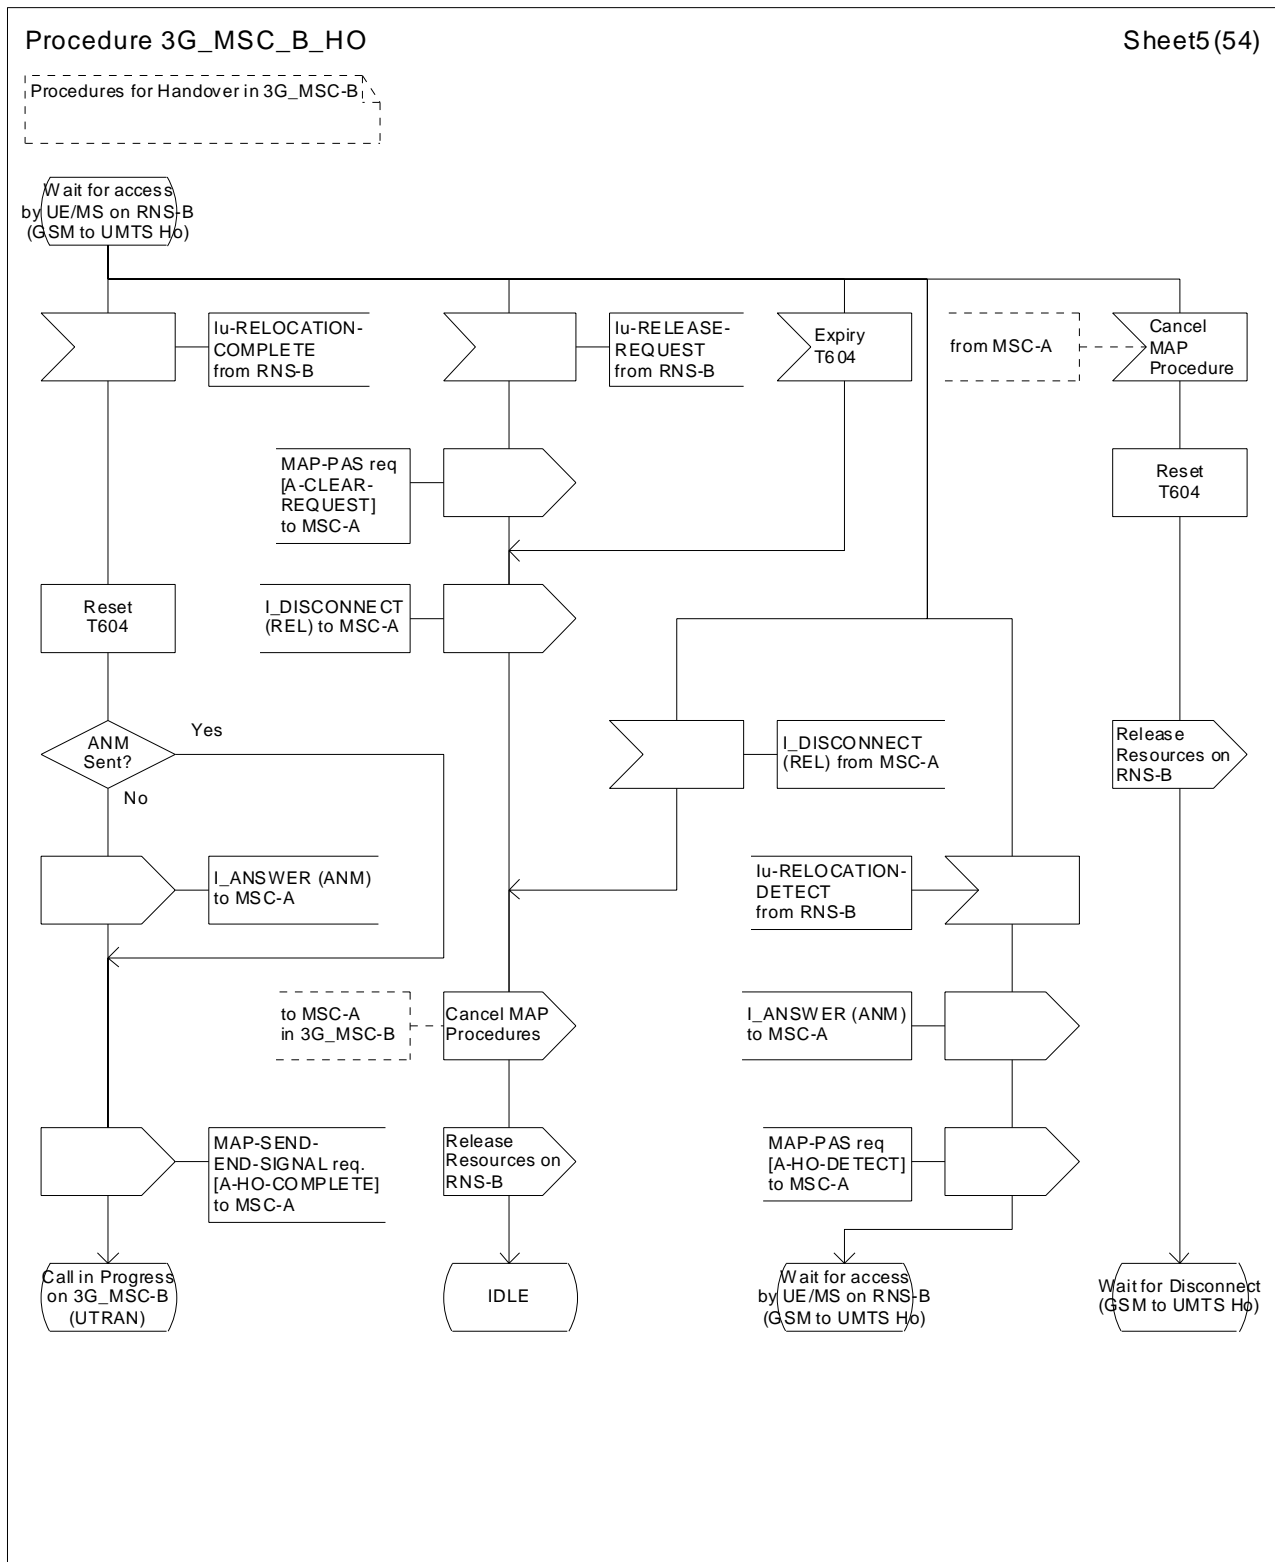 Procedure 3G_MSC_B_HO
Sheet5(54)
Procedures for Handover in 3G_MSC-B
Wait for access
by UE/MS on RNS-B
(GSM to UMTS Ho)
Iu-RELOCATION-
COMPLETE
from RNS-B
Iu-RELEASE-
REQUEST
from RNS-B
Expiry
T604
from MSC-A
Cancel
MAP
Procedure
MAP-PAS req
[A-CLEAR-
REQUEST]
to MSC-A
Reset
T604
Reset
T604
I_DISCONNECT
(REL) to MSC-A
ANM
Sent?
Yes
No
I_DISCONNECT
(REL) from MSC-A
Release
Resources on
RNS-B
I_ANSWER (ANM)
to MSC-A
Iu-RELOCATION-
DETECT
from RNS-B
to MSC-A
in 3G_MSC-B
Cancel MAP
Procedures
I_ANSWER (ANM)
to MSC-A
MAP-SEND-
END-SIGNAL req.
[A-HO-COMPLETE]
to MSC-A
Release
Resources on
RNS-B
MAP-PAS req
[A-HO-DETECT]
to MSC-A
Call in Progress
on 3G_MSC-B
(UTRAN)
IDLE
Wait for access
by UE/MS on RNS-B
(GSM to UMTS Ho)
Wait for Disconnect
(GSM to UMTS Ho)